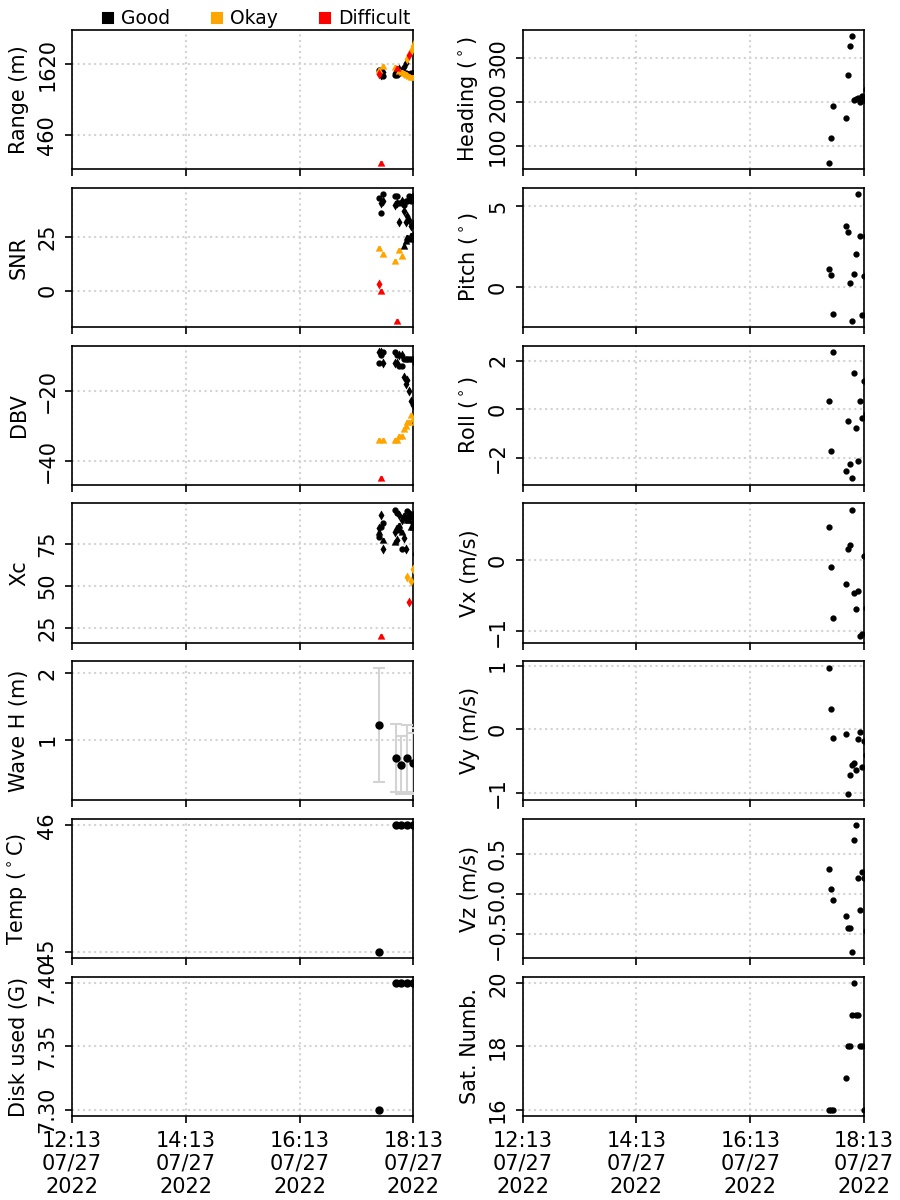 Good Okay Difficult
Range (m)
1620
460
Heading (°)
300
200
100
SNR
25
0
Pitch (°)
5
0
DBV
−20
−40
Roll (°)
2
0
−2
Xc
75
50
25
Vx (m/s)
0
−1
Wave H (m)
2
1
Vy (m/s)
1
0
−1
Temp (°C)
46
45
Vz (m/s)
0.5
0.0
−0.5
Disk used (G)
7.40
7.35
7.30
Sat. Numb.
20
18
16
12:13 14:13 16:13 18:13 12:13 14:13 16:13 18:13
07/27 07/27 07/27 07/27 07/27 07/27 07/27 07/27
2022 2022 2022 2022 2022 2022 2022 2022